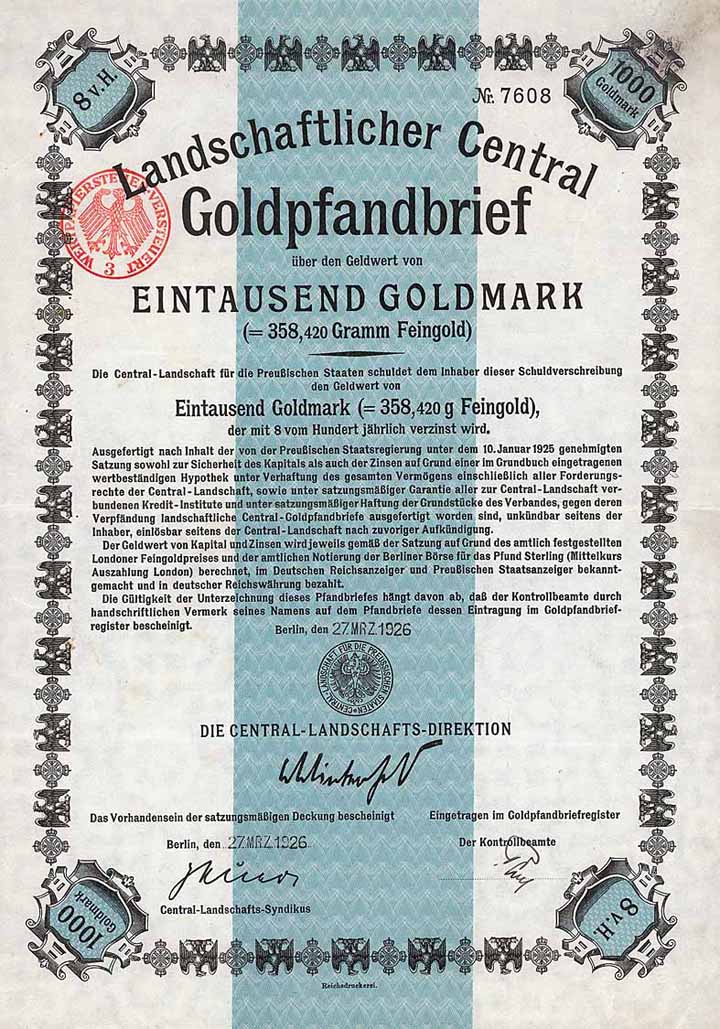 8 v. H.
1000
Goldmark
Nr. 7608
Landschaftlicher Central
Goldpfandbrief
WERTPAPIERSTEUER VERSTEUERT
3
über den Geldwert von
EINTAUSEND GOLDMARK
(= 358,420 Gramm Feingold)
Die Central-Landschaft für die Preußischen Staaten schuldet dem Inhaber dieser Schuldverschreibung
den Geldwert von
Eintausend Goldmark (= 358,420 g Feingold),
der mit 8 vom Hundert jährlich verzinst wird.
Ausgefertigt nach Inhalt der von der Preußischen Staatsregierung unter dem 10. Januar 1925 genehmigten
Satzung sowohl zur Sicherheit des Kapitals als auch der Zinsen auf Grund einer im Grundbuch eingetragenen
wertbeständigen Hypothek unter Verhaftung des gesamten Vermögens einschließlich aller Forderungs-
rechte der Central-Landschaft, sowie unter satzungsmäßiger Garantie aller zur Central-Landschaft ver-
bundenen Kredit-Institute und unter satzungsmäßiger Haftung der Grundstücke des Verbandes, gegen deren
Verpfändung landschaftliche Central-Goldpfandbriefe ausgefertigt worden sind, unkündbar seitens der
Inhaber, einlösbar seitens der Central-Landschaft nach zuvoriger Aufkündigung.
Der Geldwert von Kapital und Zinsen wird jeweils gemäß der Satzung auf Grund des amtlich festgestellten
Londoner Feingoldpreises und der amtlichen Notierung der Berliner Börse für das Pfund Sterling (Mittelkurs
Auszahlung London) berechnet, im Deutschen Reichsanzeiger und Preußischen Staatsanzeiger bekannt-
gemacht und in deutscher Reichswährung bezahlt.
Die Gültigkeit der Unterzeichnung dieses Pfandbriefes hängt davon ab, daß der Kontrollbeamte durch
handschriftlichen Vermerk seines Namens auf dem Pfandbriefe dessen Eintragung im Goldpfandbrief-
register bescheinigt.
Berlin, den 27. MRZ. 1926
CENTRAL-LANDSCHAFT FÜR DIE PREUSSISCHEN STAATEN
DIE CENTRAL-LANDSCHAFTS-DIREKTION
Das Vorhandensein der satzungsmäßigen Deckung bescheinigt
Eingetragen im Goldpfandbriefregister
Berlin, den 27. MRZ. 1926
Der Kontrollbeamte
Central-Landschafts-Syndikus
1000
Goldmark
8 v. H.
Reichsdruckerei.